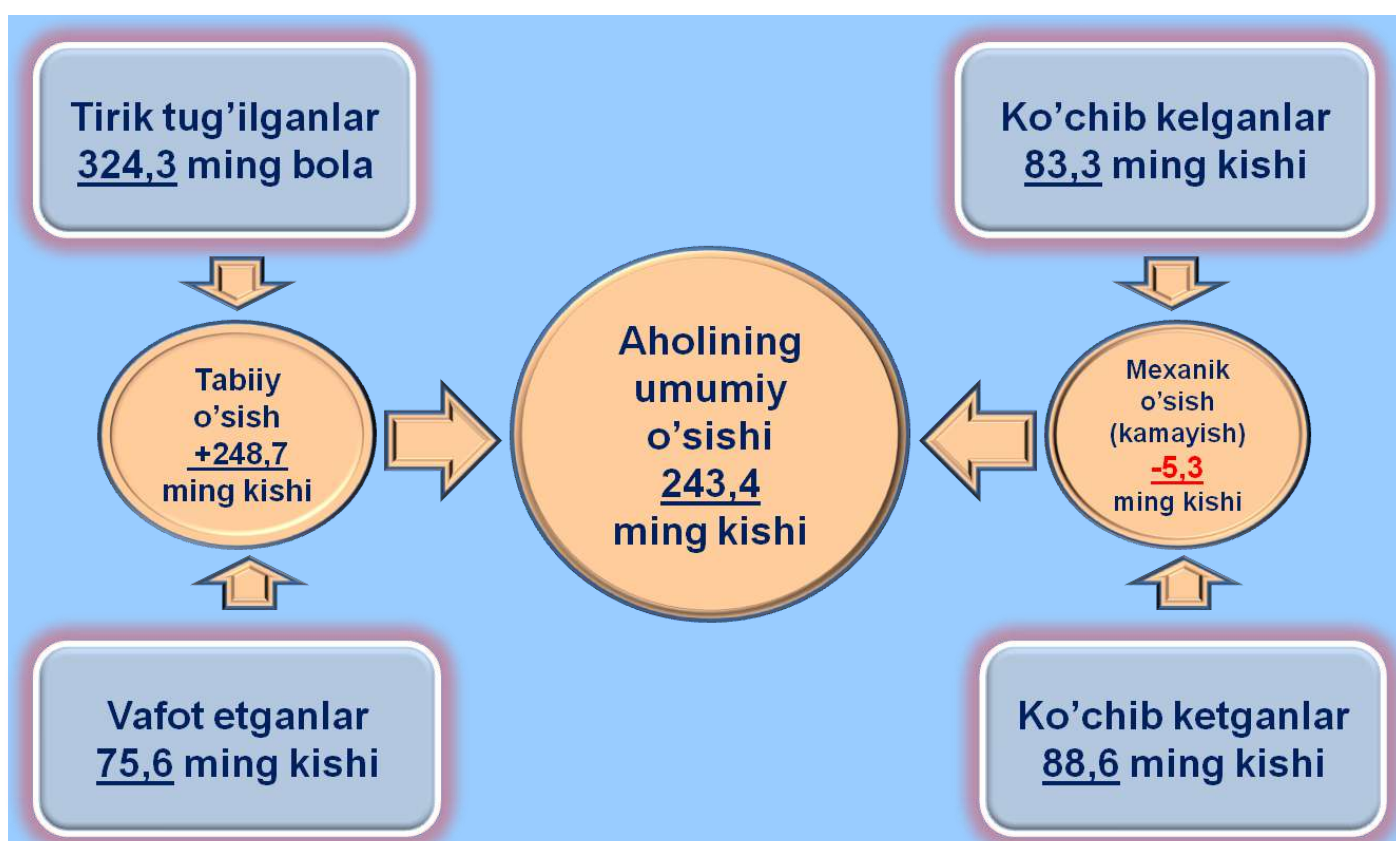 Tirik tug’ilganlar
324,3 ming bola
Ko’chib kelganlar
83,3 ming kishi
Tabiiy
o’sish
+248,7
ming kishi
Aholining
umumiy
o’sishi
243,4
ming kishi
Mexanik
o’sish
(kamayish)
-5,3
ming kishi
Vafot etganlar
75,6 ming kishi
Ko’chib ketganlar
88,6 ming kishi